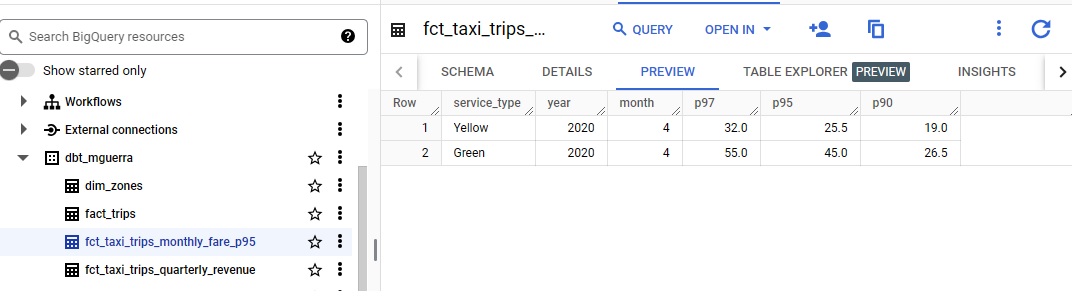 Search BigQuery resources
Show starred only
Workflows
External connections
dbt_mguerra
dim_zones
fact_trips
fct_taxi_trips_monthly_fare_p95
fct_taxi_trips_quarterly_revenue
fct_taxi_trips_...
QUERY
OPEN IN
SCHEMA DETAILS PREVIEW TABLE EXPLORER PREVIEW INSIGHTS
Row service_type year month p97 p95 p90
1 Yellow 2020 4 32.0 25.5 19.0
2 Green 2020 4 55.0 45.0 26.5